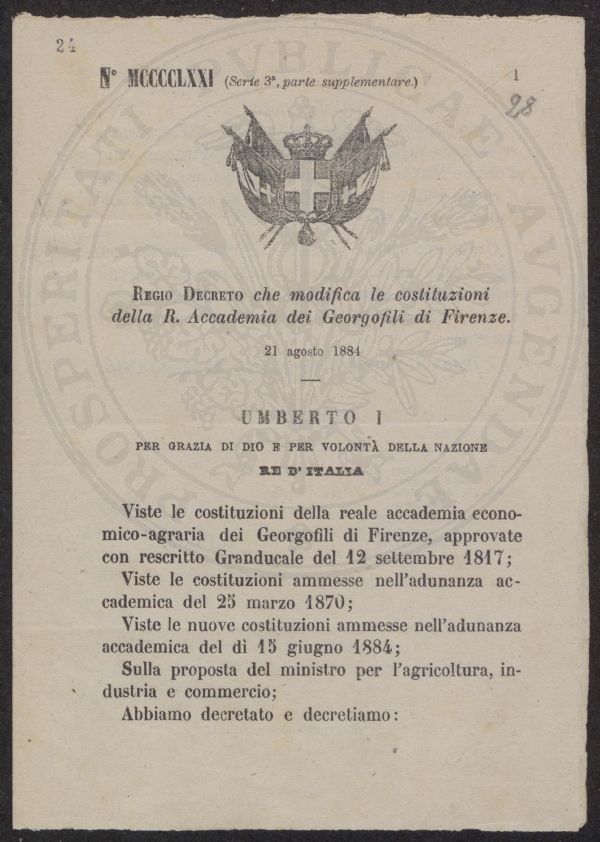 24
N° MCCCCLXXI (Serie 3ª, parte supplementare.)
1
98
REGIO DECRETO che modifica le costituzioni
della R. Accademia dei Georgofili di Firenze.
21 agosto 1884
UMBERTO I
PER GRAZIA DI DIO E PER VOLONTÀ DELLA NAZIONE
RE D'ITALIA
Viste le costituzioni della reale accademia econo-
mico-agraria dei Georgofili di Firenze, approvate
con rescritto Granducale del 12 settembre 1817;
Viste le costituzioni ammesse nell'adunanza ac-
cademica del 25 marzo 1870;
Viste le nuove costituzioni ammesse nell'adunanza
accademica del dì 15 giugno 1884;
Sulla proposta del ministro per l'agricoltura, in-
dustria e commercio;
Abbiamo decretato e decretiamo:
PROSPERITATI PVBLICAE AVGENDAE